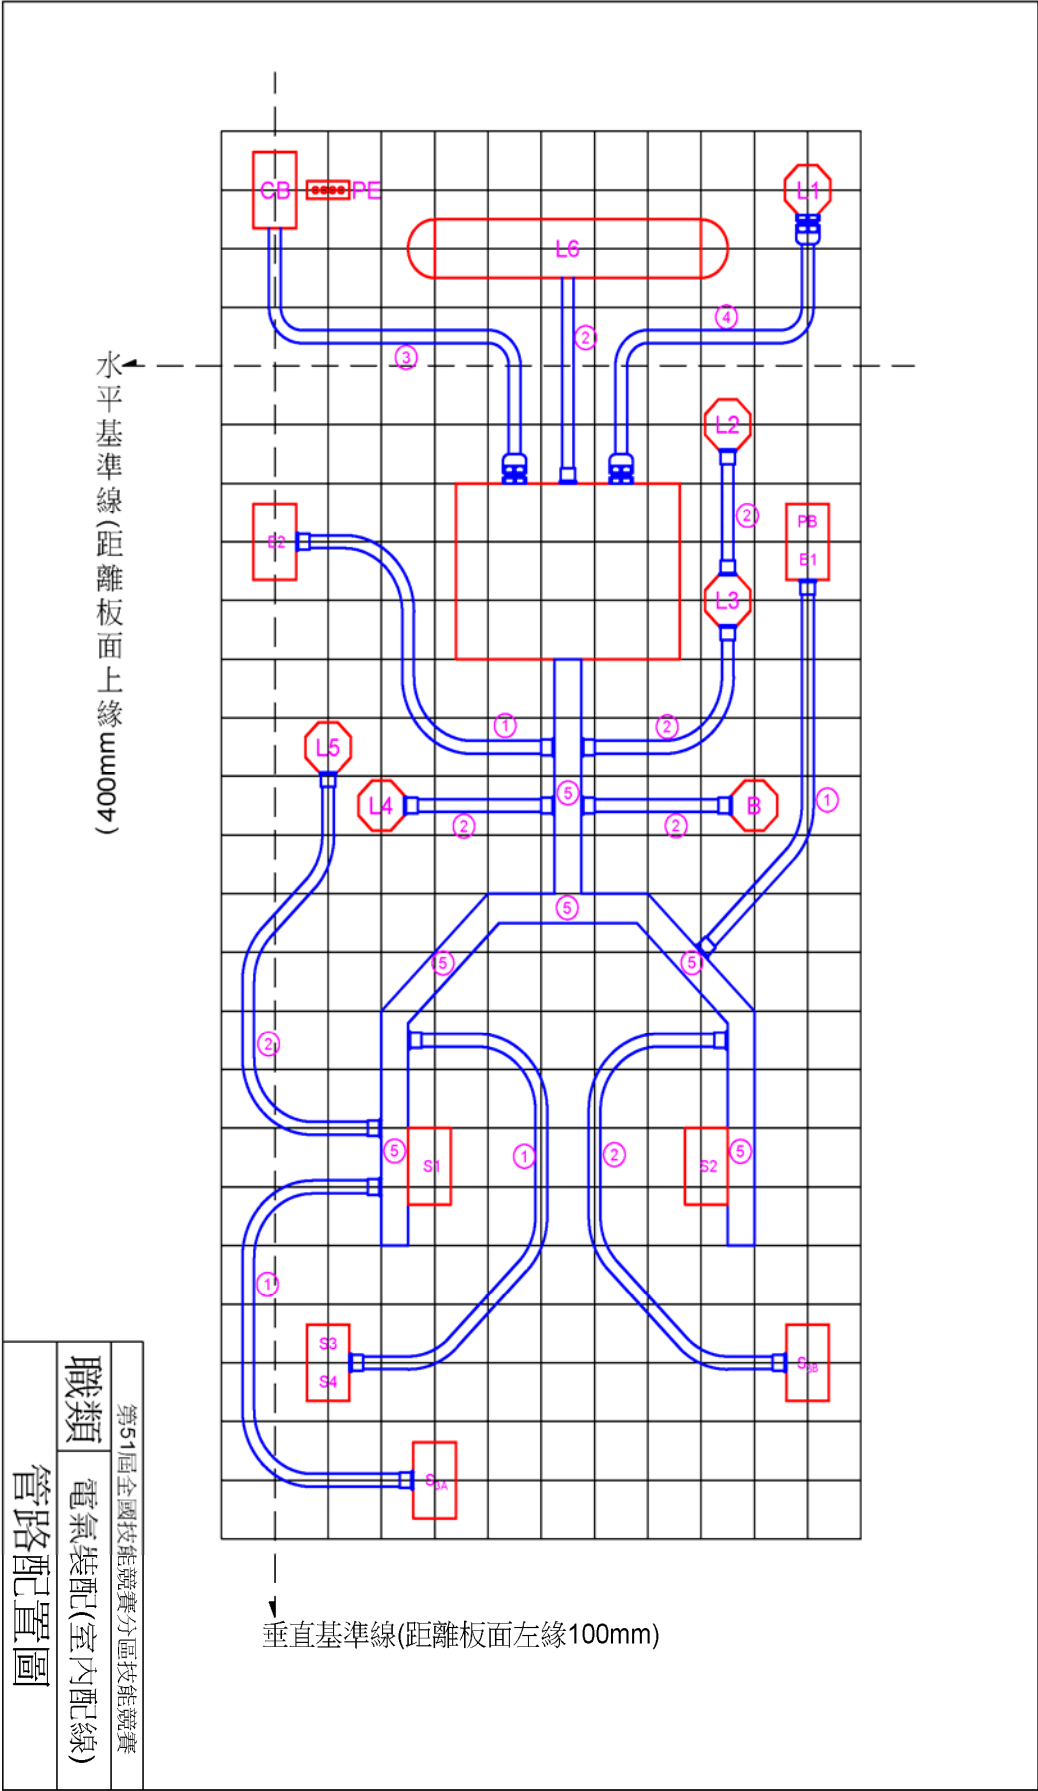 CB
PE
L1
L6
②
④
③
水平基準線(距離板面上緣400mm)
L2
②
PB
E1
E2
L3
①
②
L5
L4
⑤
B
①
②
②
⑤
⑤
⑤
②
⑤
S1
①
②
S2
⑤
①
S3
S4
S3B
S3A
垂直基準線(距離板面左緣100mm)
第51屆全國技能競賽分區技能競賽
職類
電氣裝配(室內配線)
管路配置圖